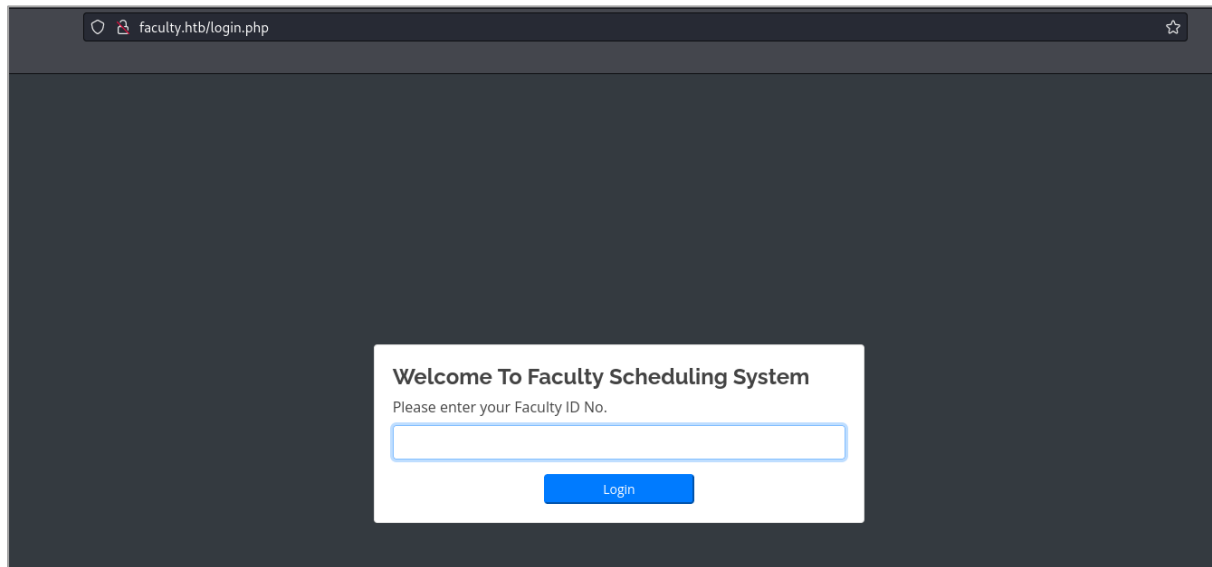 faculty.htb/login.php
Welcome To Faculty Scheduling System
Please enter your Faculty ID No.
Login